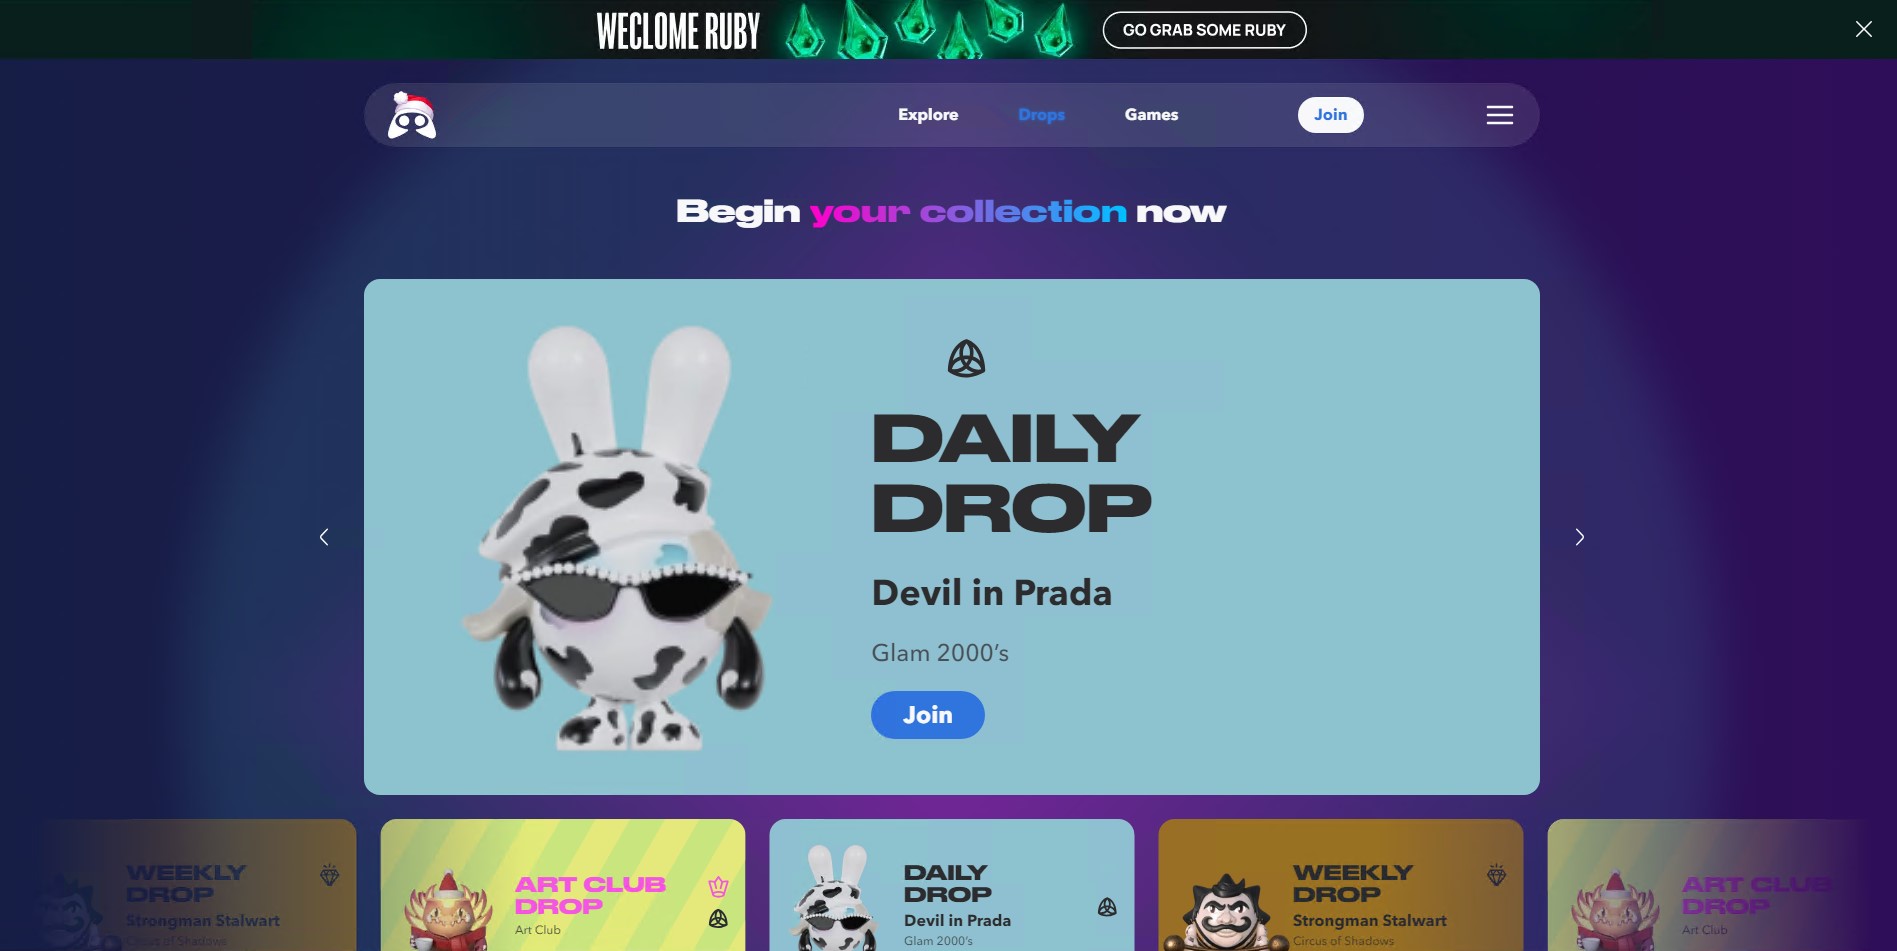 WECLOME RUBY
GO GRAB SOME RUBY
Explore
Drops
Games
Join
Begin your collection now
DAILY
DROP
Devil in Prada
Glam 2000's
Join
WEEKLY
DROP
Strongman Stalwart
Circus of Shadows
ART CLUB
DROP
Art Club
DAILY
DROP
Devil in Prada
Glam 2000's
WEEKLY
DROP
Strongman Stalwart
Circus of Shadows
ART CLUB
DROP
Art Club